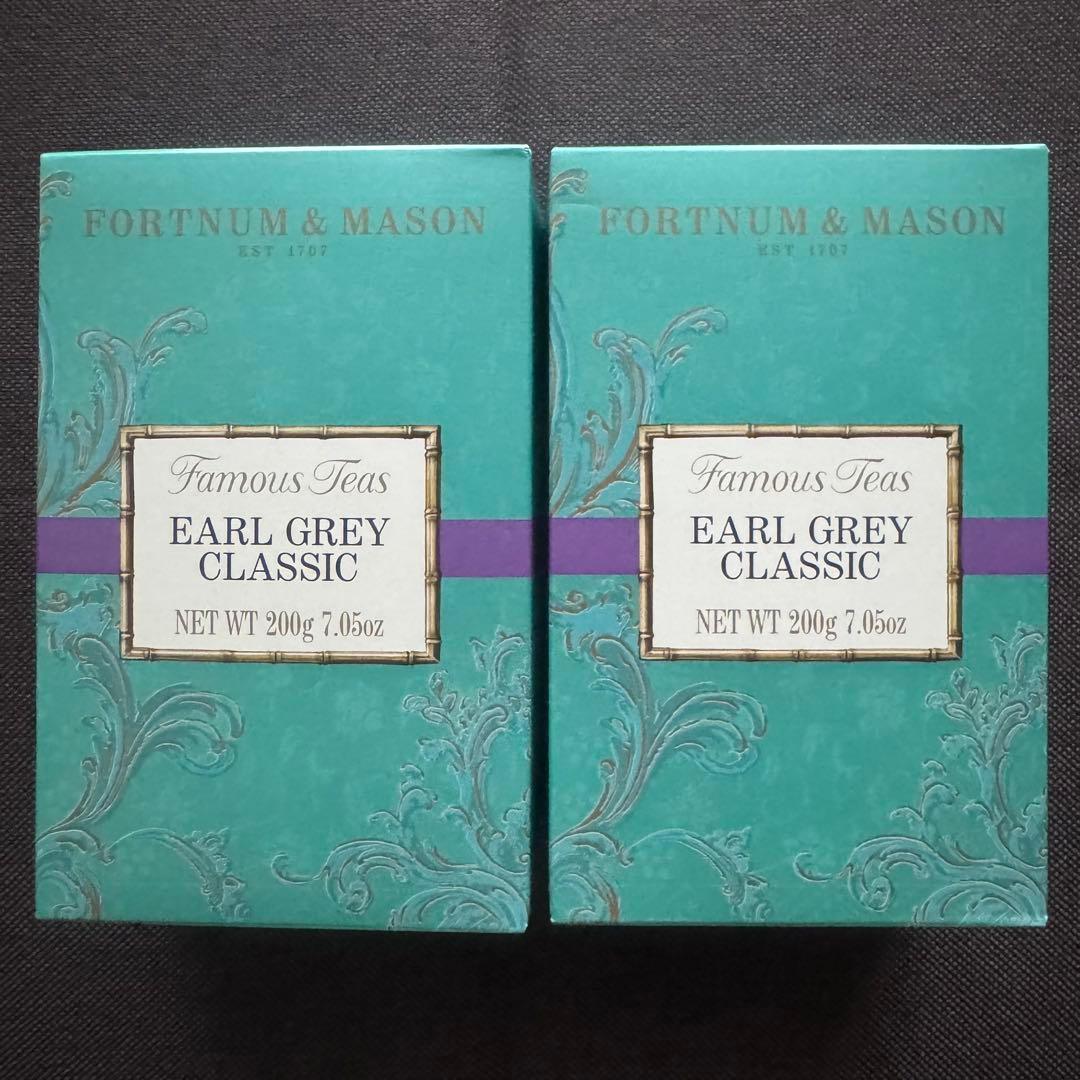 FORTNUM & MASON
EST 1707
Famous Teas
EARL GREY
CLASSIC
NET WT 200g 7.05oz
FORTNUM & MASON
EST 1707
Famous Teas
EARL GREY
CLASSIC
NET WT 200g 7.05oz